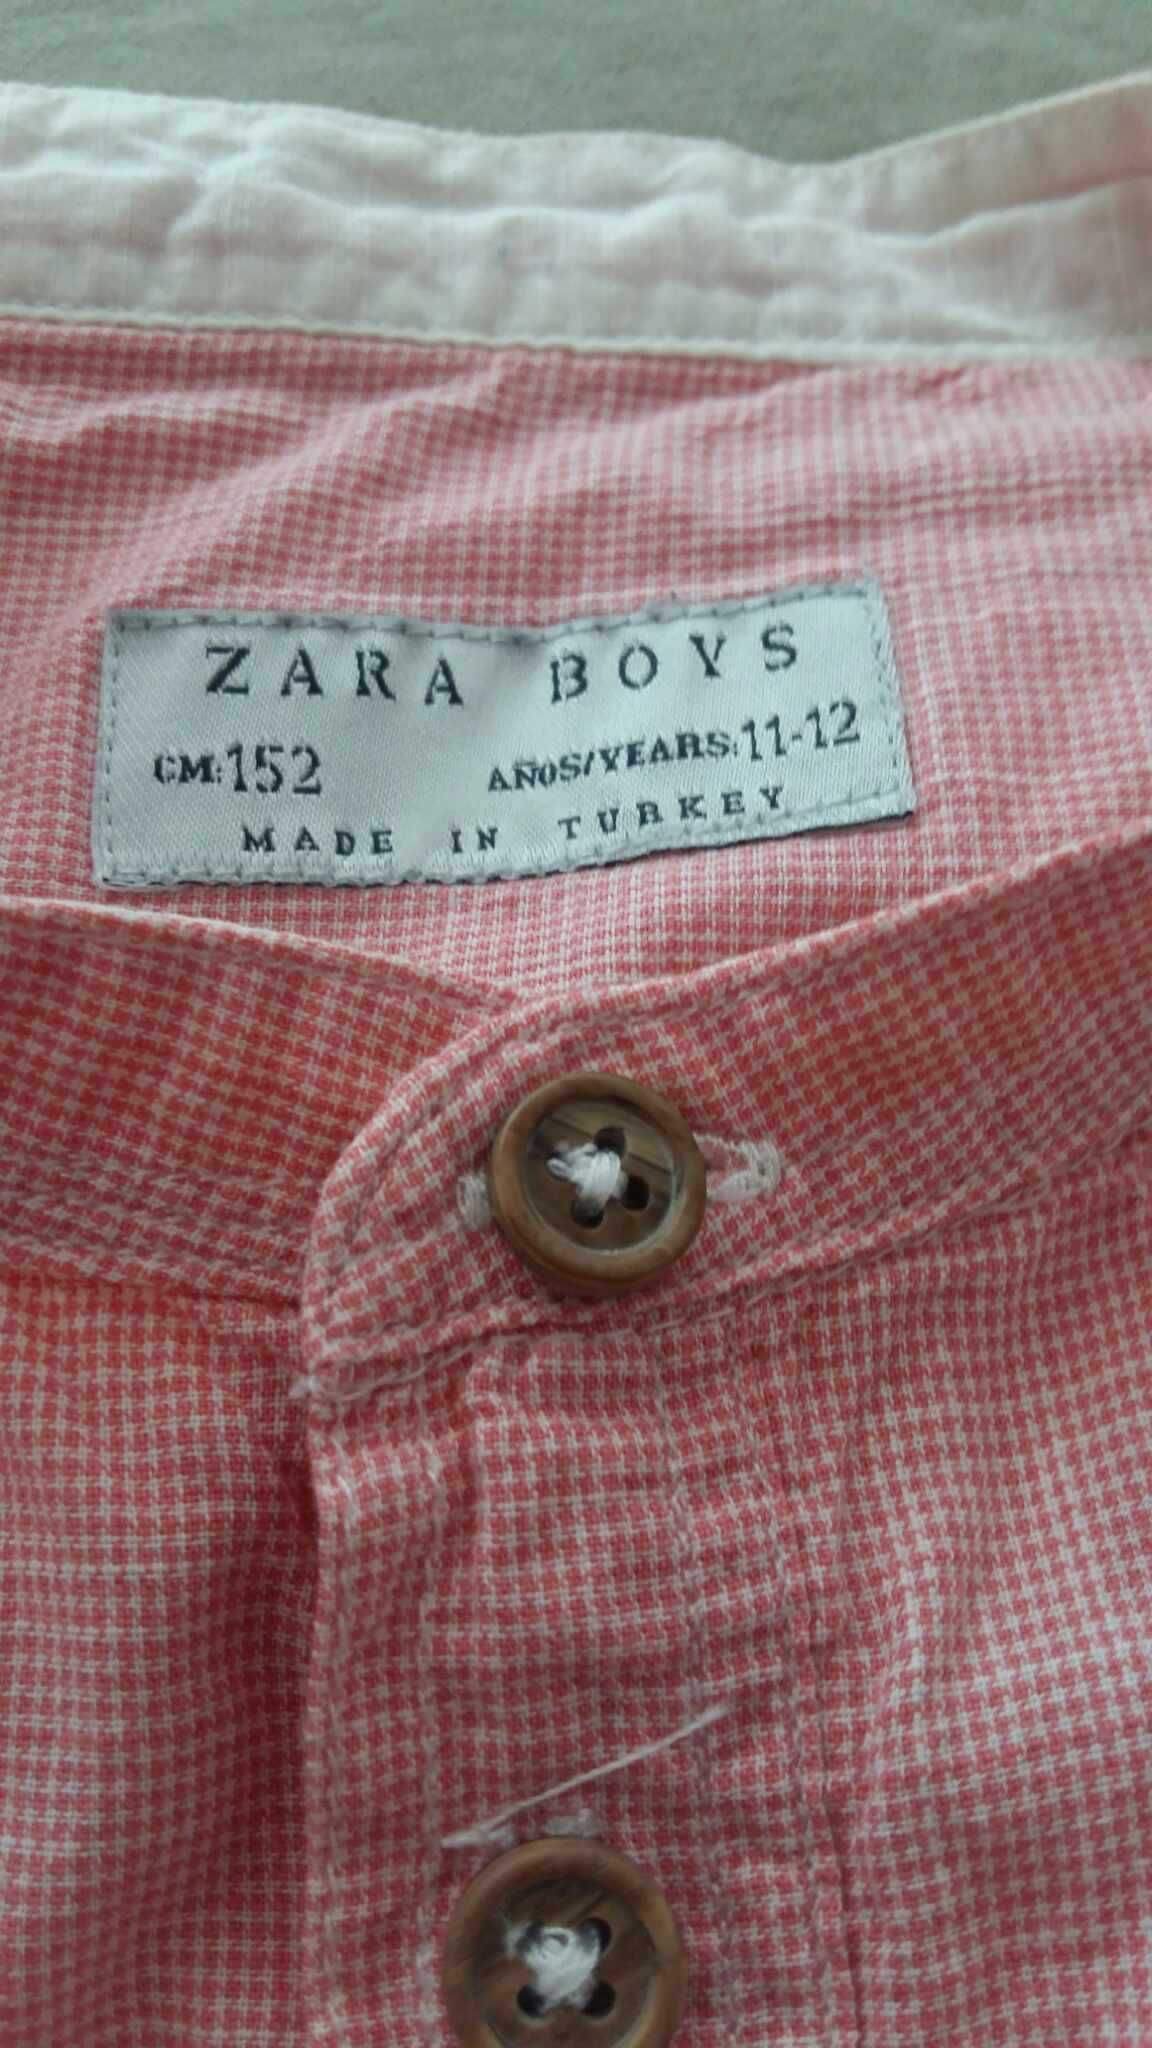 ZARA BOYS
CM:152 AÑOS/YEARS:11-12
MADE IN TURKEY